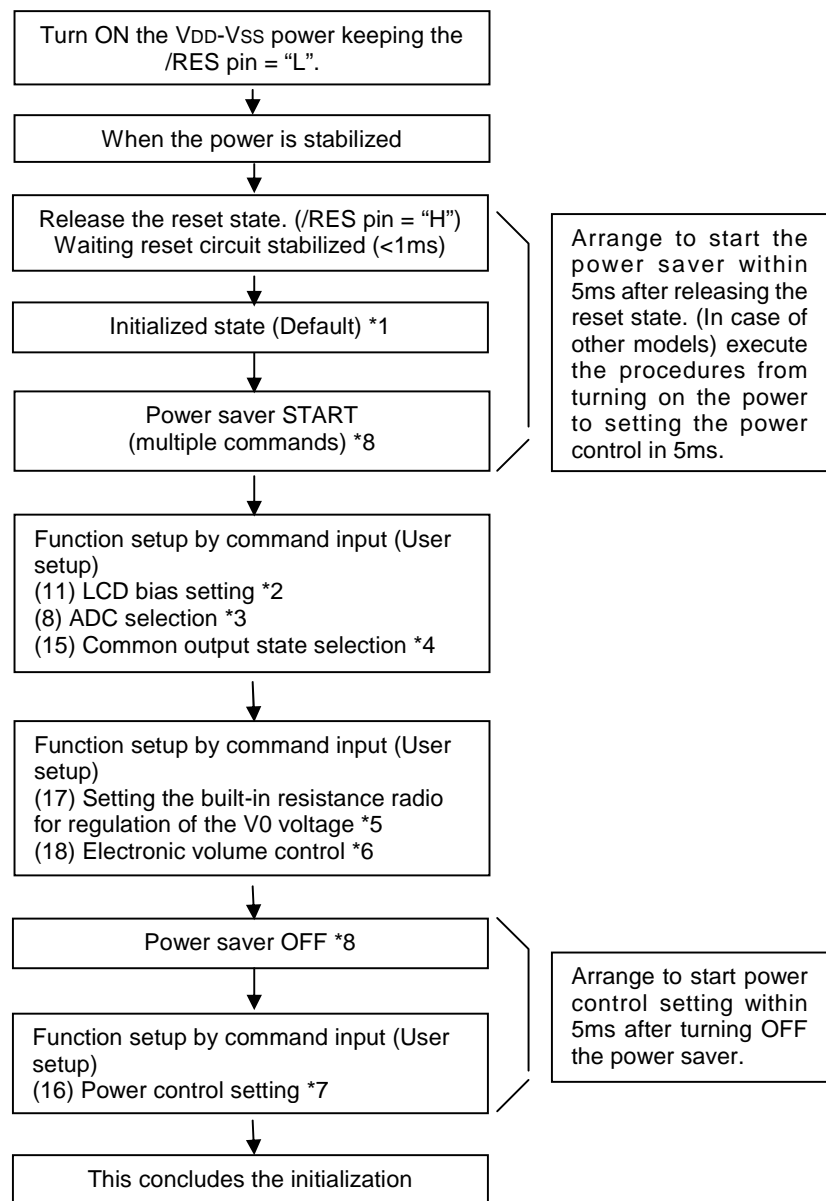 Turn ON the VDD-VSS power keeping the
/RES pin = “L”.
When the power is stabilized
Release the reset state. (/RES pin = “H”)
Waiting reset circuit stabilized (<1ms)
Initialized state (Default) *1
Power saver START
(multiple commands) *8
Arrange to start the
power saver within
5ms after releasing the
reset state. (In case of
other models) execute
the procedures from
turning on the power
to setting the power
control in 5ms.
Function setup by command input (User
setup)
(11) LCD bias setting *2
(8) ADC selection *3
(15) Common output state selection *4
Function setup by command input (User
setup)
(17) Setting the built-in resistance radio
for regulation of the V0 voltage *5
(18) Electronic volume control *6
Power saver OFF *8
Function setup by command input (User
setup)
(16) Power control setting *7
Arrange to start power
control setting within
5ms after turning OFF
the power saver.
This concludes the initialization